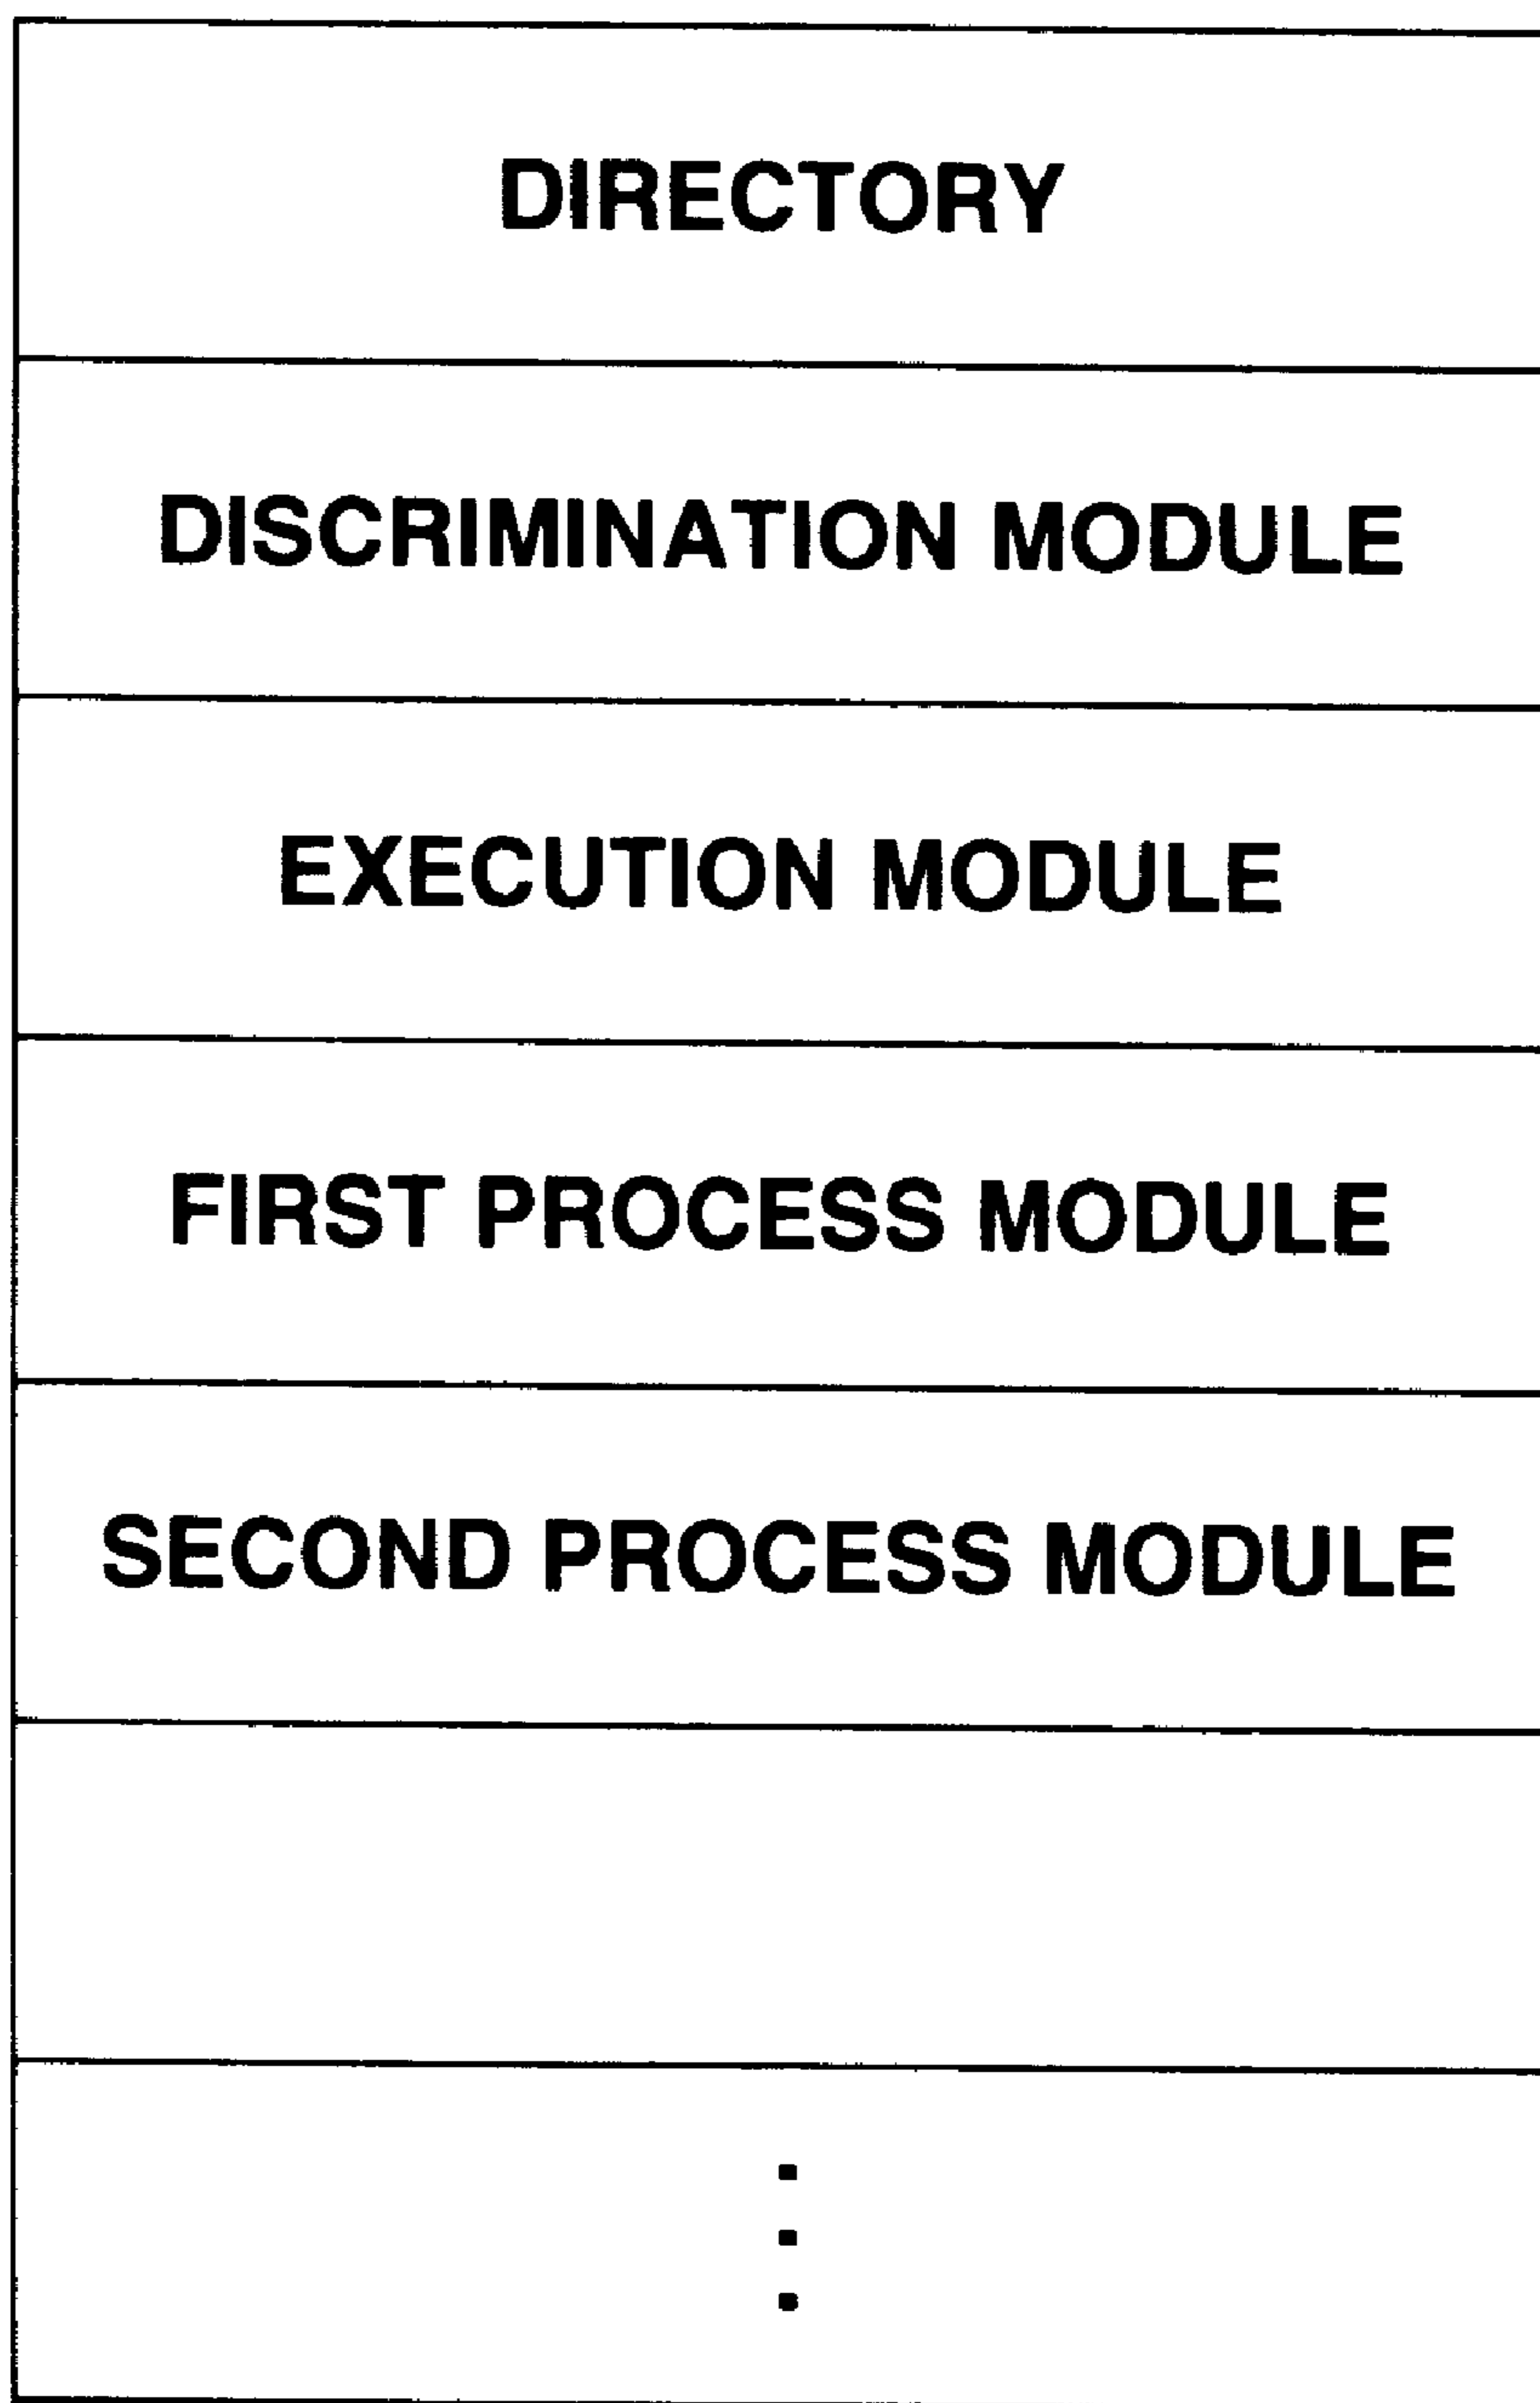 DIRECTORY
DISCRIMINATION MODULE
EXECUTION MODULE
FIRST PROCESS MODULE
SECOND PROCESS MODULE